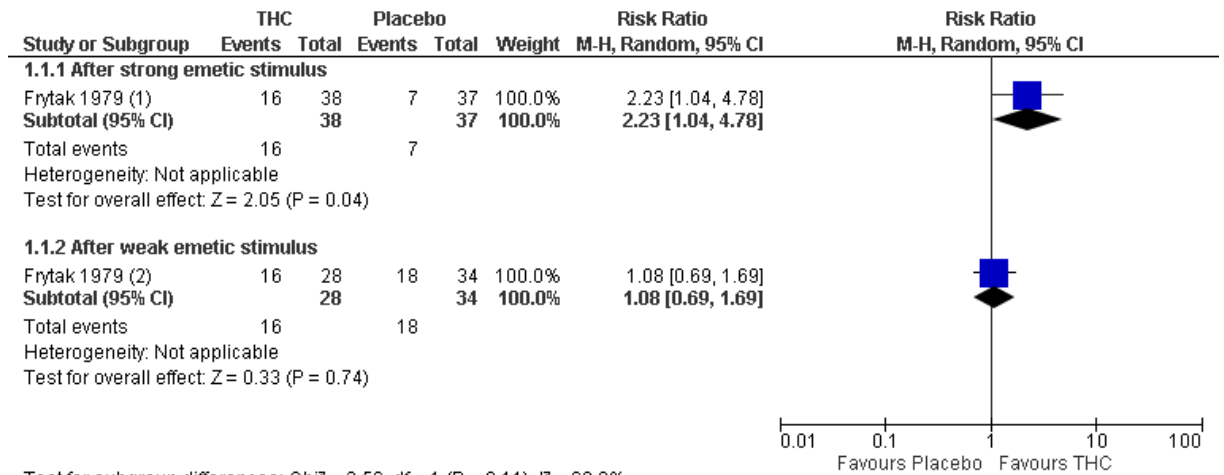 THC Placebo Risk Ratio Risk Ratio
Study or Subgroup Events Total Events Total Weight M-H, Random, 95% CI M-H, Random, 95% CI
1.1.1 After strong emetic stimulus
Frytak 1979 (1) 16 38 7 37 100.0% 2.23 [1.04, 4.78]
Subtotal (95% CI) 38 37 100.0% 2.23 [1.04, 4.78]
Total events 16 7
Heterogeneity: Not applicable
Test for overall effect: Z = 2.05 (P = 0.04)
1.1.2 After weak emetic stimulus
Frytak 1979 (2) 16 28 18 34 100.0% 1.08 [0.69, 1.69]
Subtotal (95% CI) 28 34 100.0% 1.08 [0.69, 1.69]
Total events 16 18
Heterogeneity: Not applicable
Test for overall effect: Z = 0.33 (P = 0.74)
0.01 0.1 1 10 100
Favours Placebo Favours THC
Test for subgroup differences: